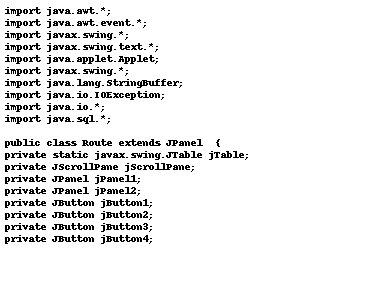 import java.awt.*;
import java.awt.event.*;
import javax.swing.*;
import javax.swing.text.*;
import java.applet.Applet;
import javax.swing.*;
import java.lang.StringBuffer;
import java.io.IOException;
import java.io.*;
import java.sql.*;

public class Route extends JPanel  {
private static javax.swing.JTable jTable;
private JScrollPane jScrollPane;
private JPanel jPanel1;
private JPanel jPanel2;
private JButton jButton1;
private JButton jButton2;
private JButton jButton3;
private JButton jButton4;